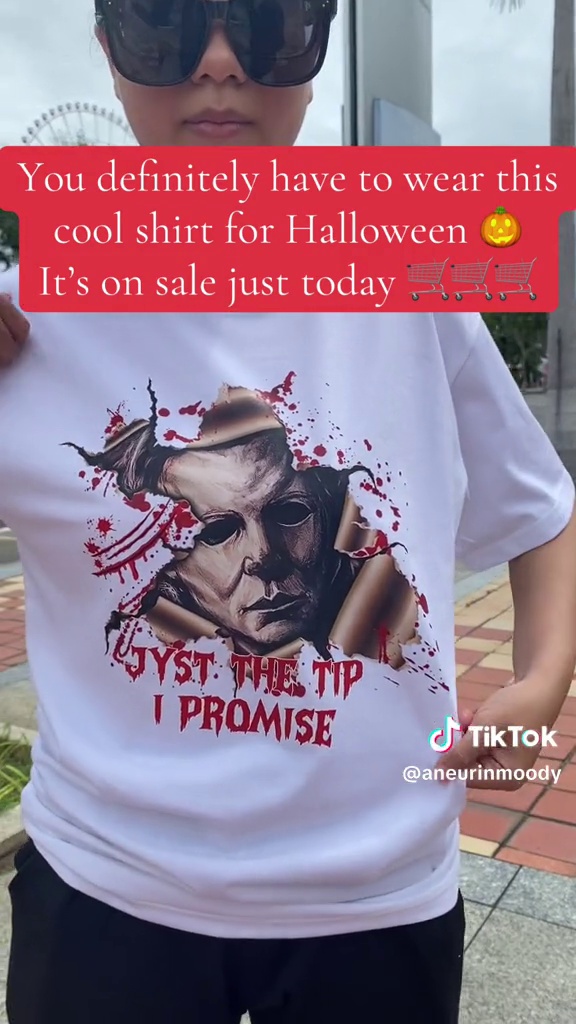 You definitely have to wear this
cool shirt for Halloween 🎃
It's on sale just today 🛒🛒🛒
JYST THE TIP
I PROMISE
TikTok
@aneurinmoody